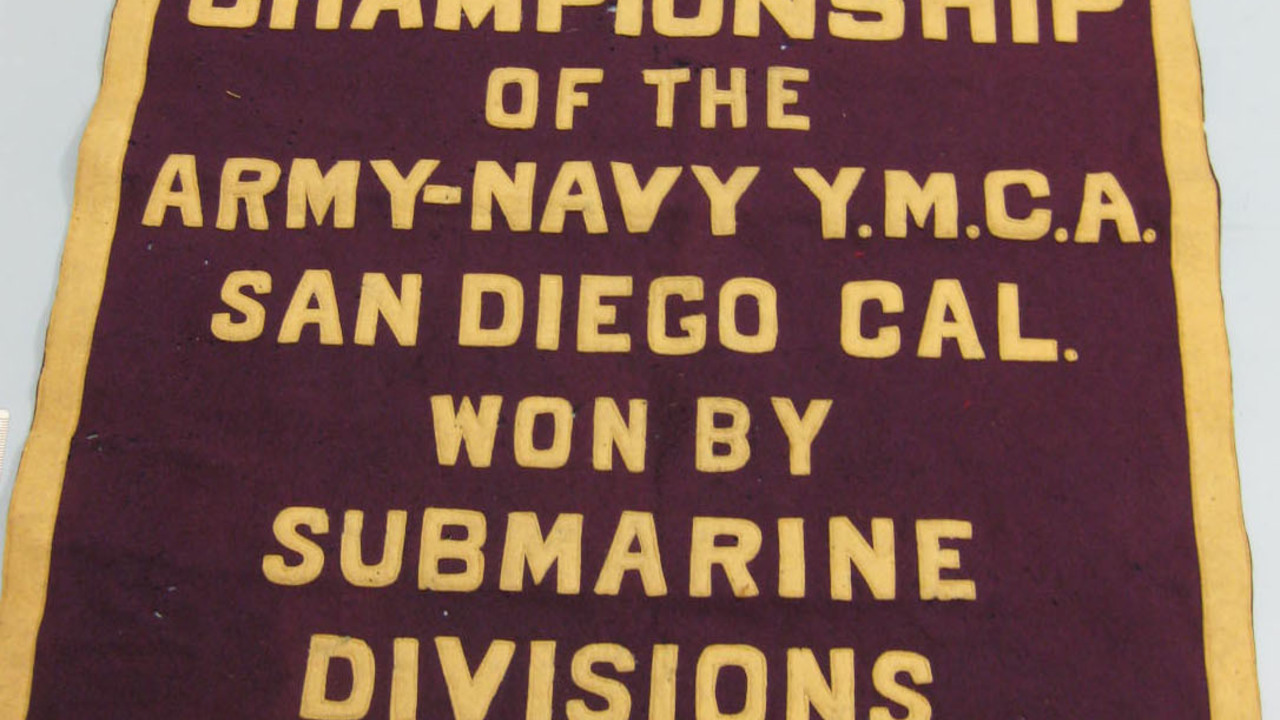 CHAMPIONSHIP
OF THE
ARMY-NAVY Y.M.C.A.
SAN DIEGO CAL.
WON BY
SUBMARINE
DIVISIONS